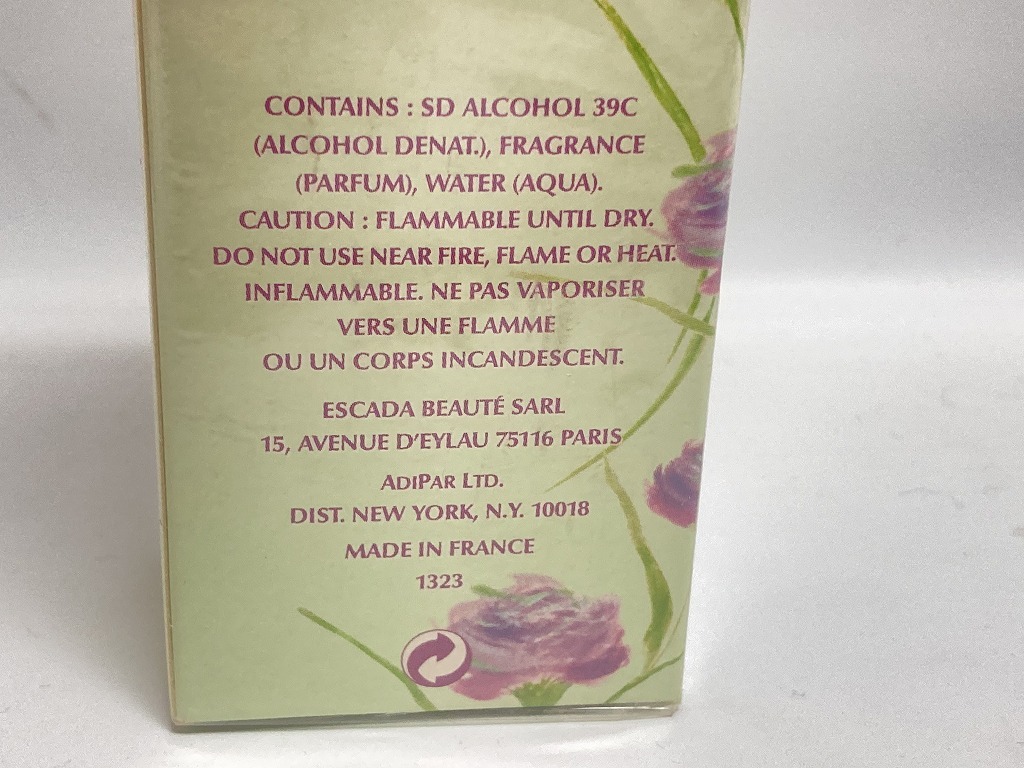 CONTAINS : SD ALCOHOL 39C
(ALCOHOL DENAT.), FRAGRANCE
(PARFUM), WATER (AQUA).
CAUTION : FLAMMABLE UNTIL DRY.
DO NOT USE NEAR FIRE, FLAME OR HEAT.
INFLAMMABLE. NE PAS VAPORISER
VERS UNE FLAMME
OU UN CORPS INCANDESCENT.
ESCADA BEAUTÉ SARL
15, AVENUE D'EYLAU 75116 PARIS
ADIPAR LTD.
DIST. NEW YORK, N.Y. 10018
MADE IN FRANCE
1323